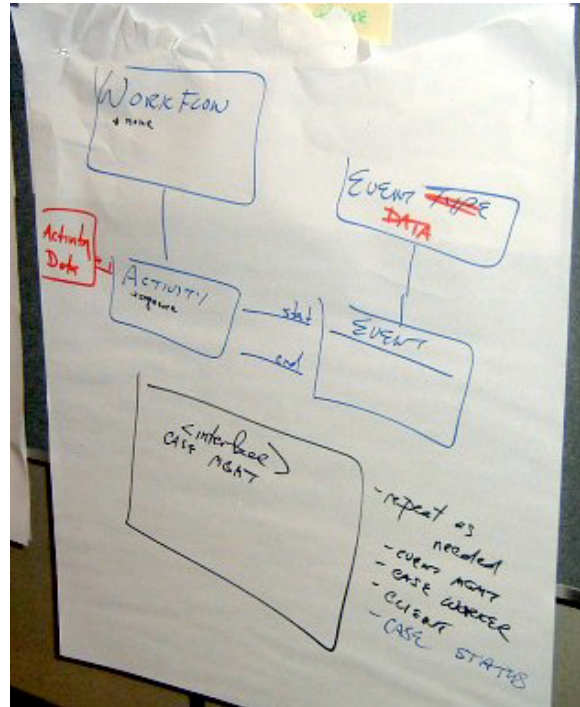 WORKFLOW
+ name
EVENT TYPE
DATA
Activity
Data
ACTIVITY
+ sequence
start
end
EVENT
<interface>
CASE MGMT
- repeat as
needed
- EVENT MGMT
- CASE WORKER
- CLIENT
- CASE STATUS